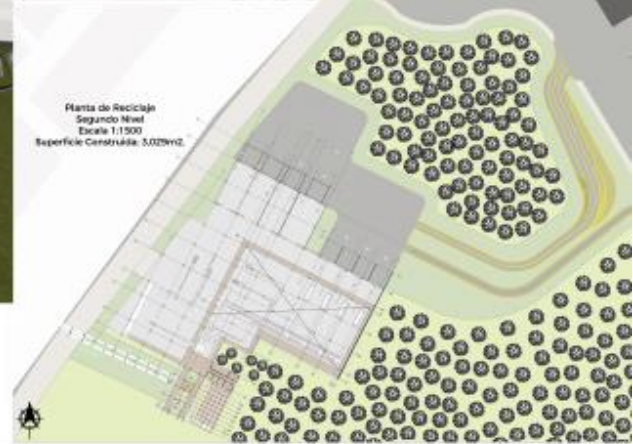 Planta de Reciclaje
Segundo Nivel
Escala 1:1500
Superficie Construida: 3,029m2.